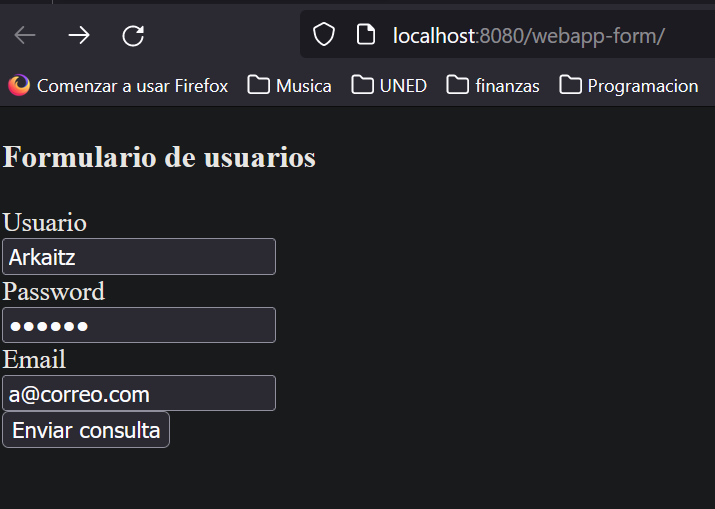 localhost:8080/webapp-form/
Comenzar a usar Firefox Musica UNED finanzas Programacion
Formulario de usuarios
Usuario
Arkaitz
Password
●●●●●●
Email
a@correo.com
Enviar consulta